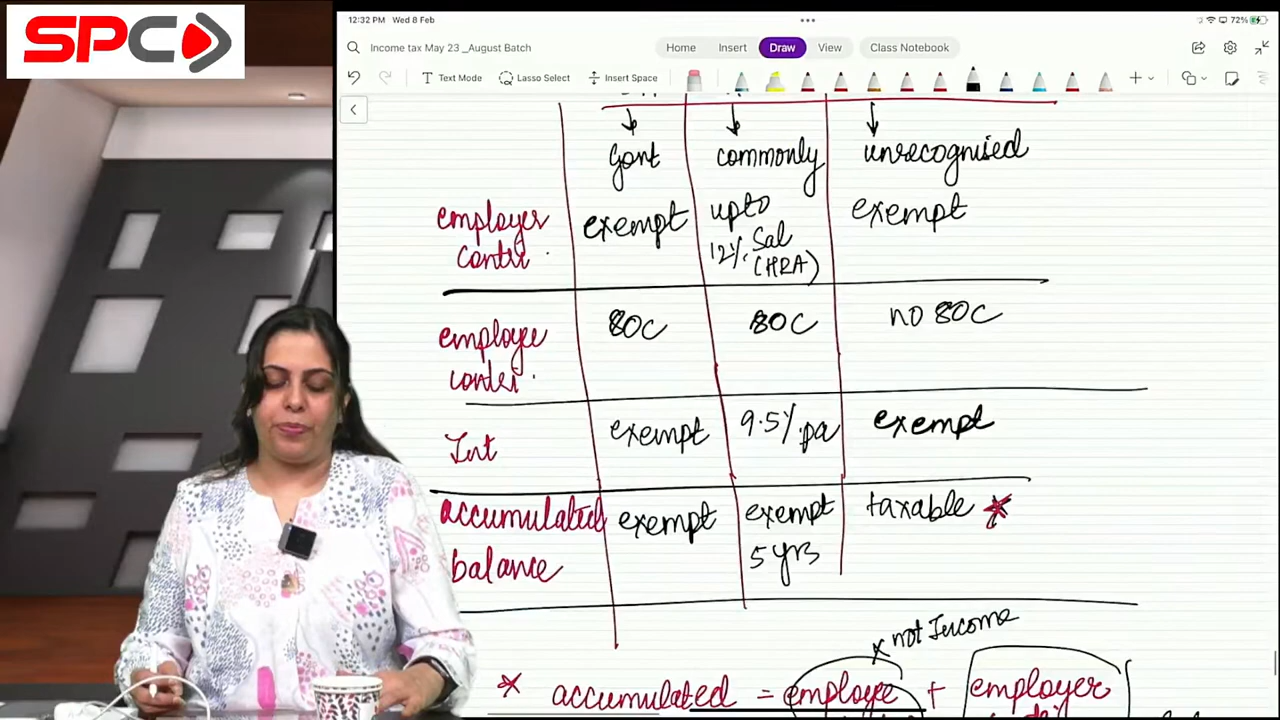 SPC
12:32 PM Wed 8 Feb
72%
Income tax May 23 _August Batch
Home Insert Draw View Class Notebook
Text Mode Lasso Select Insert Space
Govt commonly unrecognised
employer contri exempt upto 12% Sal (HRA) exempt
employee contri 80C 80C no 80C
Int exempt 9.5% pa exempt
accumulated balance exempt exempt 5 yrs taxable *
x not Income
* accumulated = employee + employer